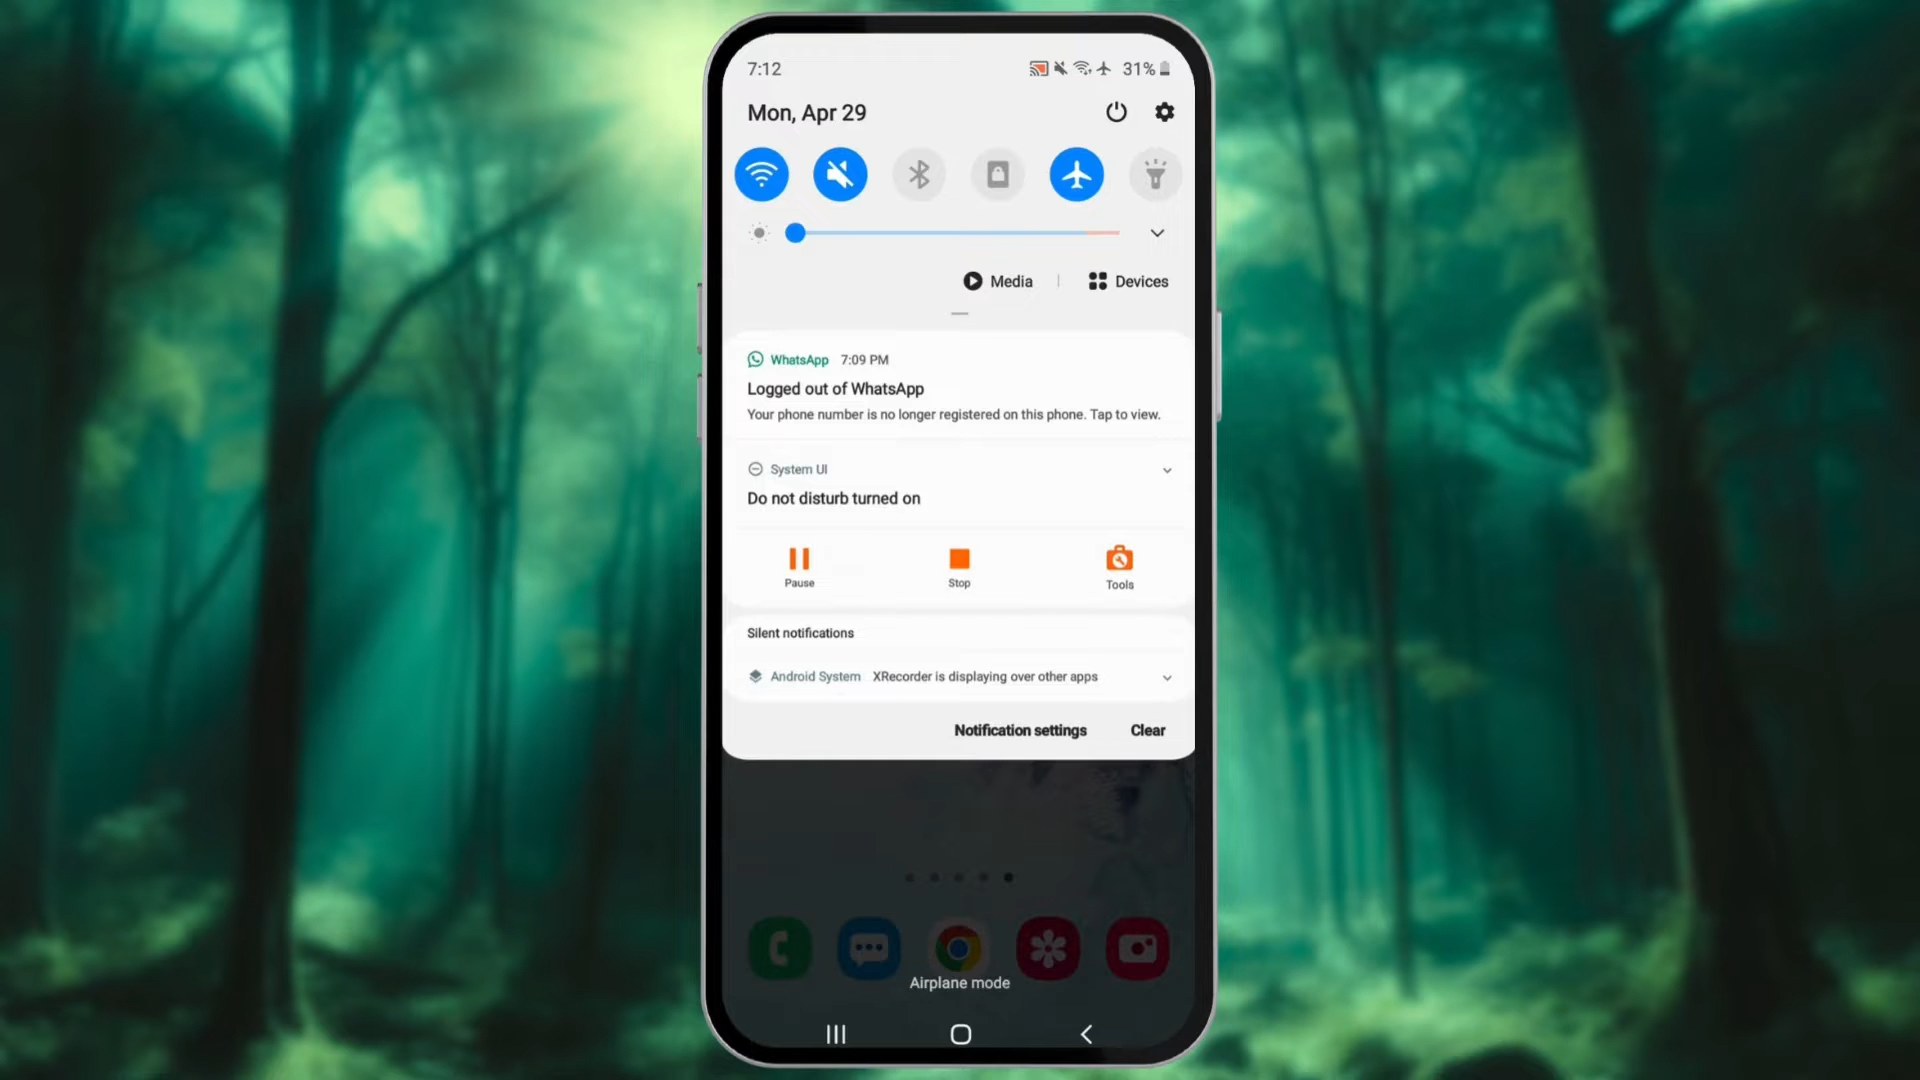 7:12 31%
Mon, Apr 29
Media Devices
WhatsApp 7:09 PM
Logged out of WhatsApp
Your phone number is no longer registered on this phone. Tap to view.
System UI
Do not disturb turned on
Pause Stop Tools
Silent notifications
Android System XRecorder is displaying over other apps
Notification settings Clear
Airplane mode